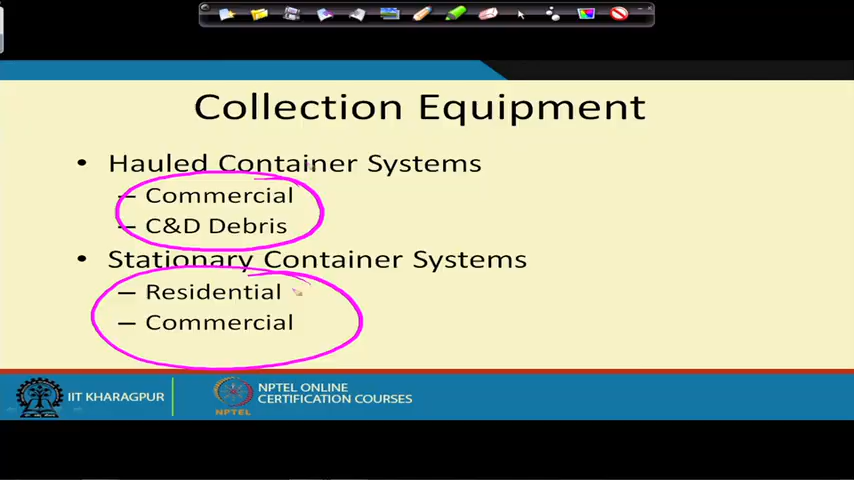 Collection Equipment
• Hauled Container Systems
– Commercial
– C&D Debris
• Stationary Container Systems
– Residential
– Commercial
IIT KHARAGPUR
NPTEL
NPTEL ONLINE
CERTIFICATION COURSES